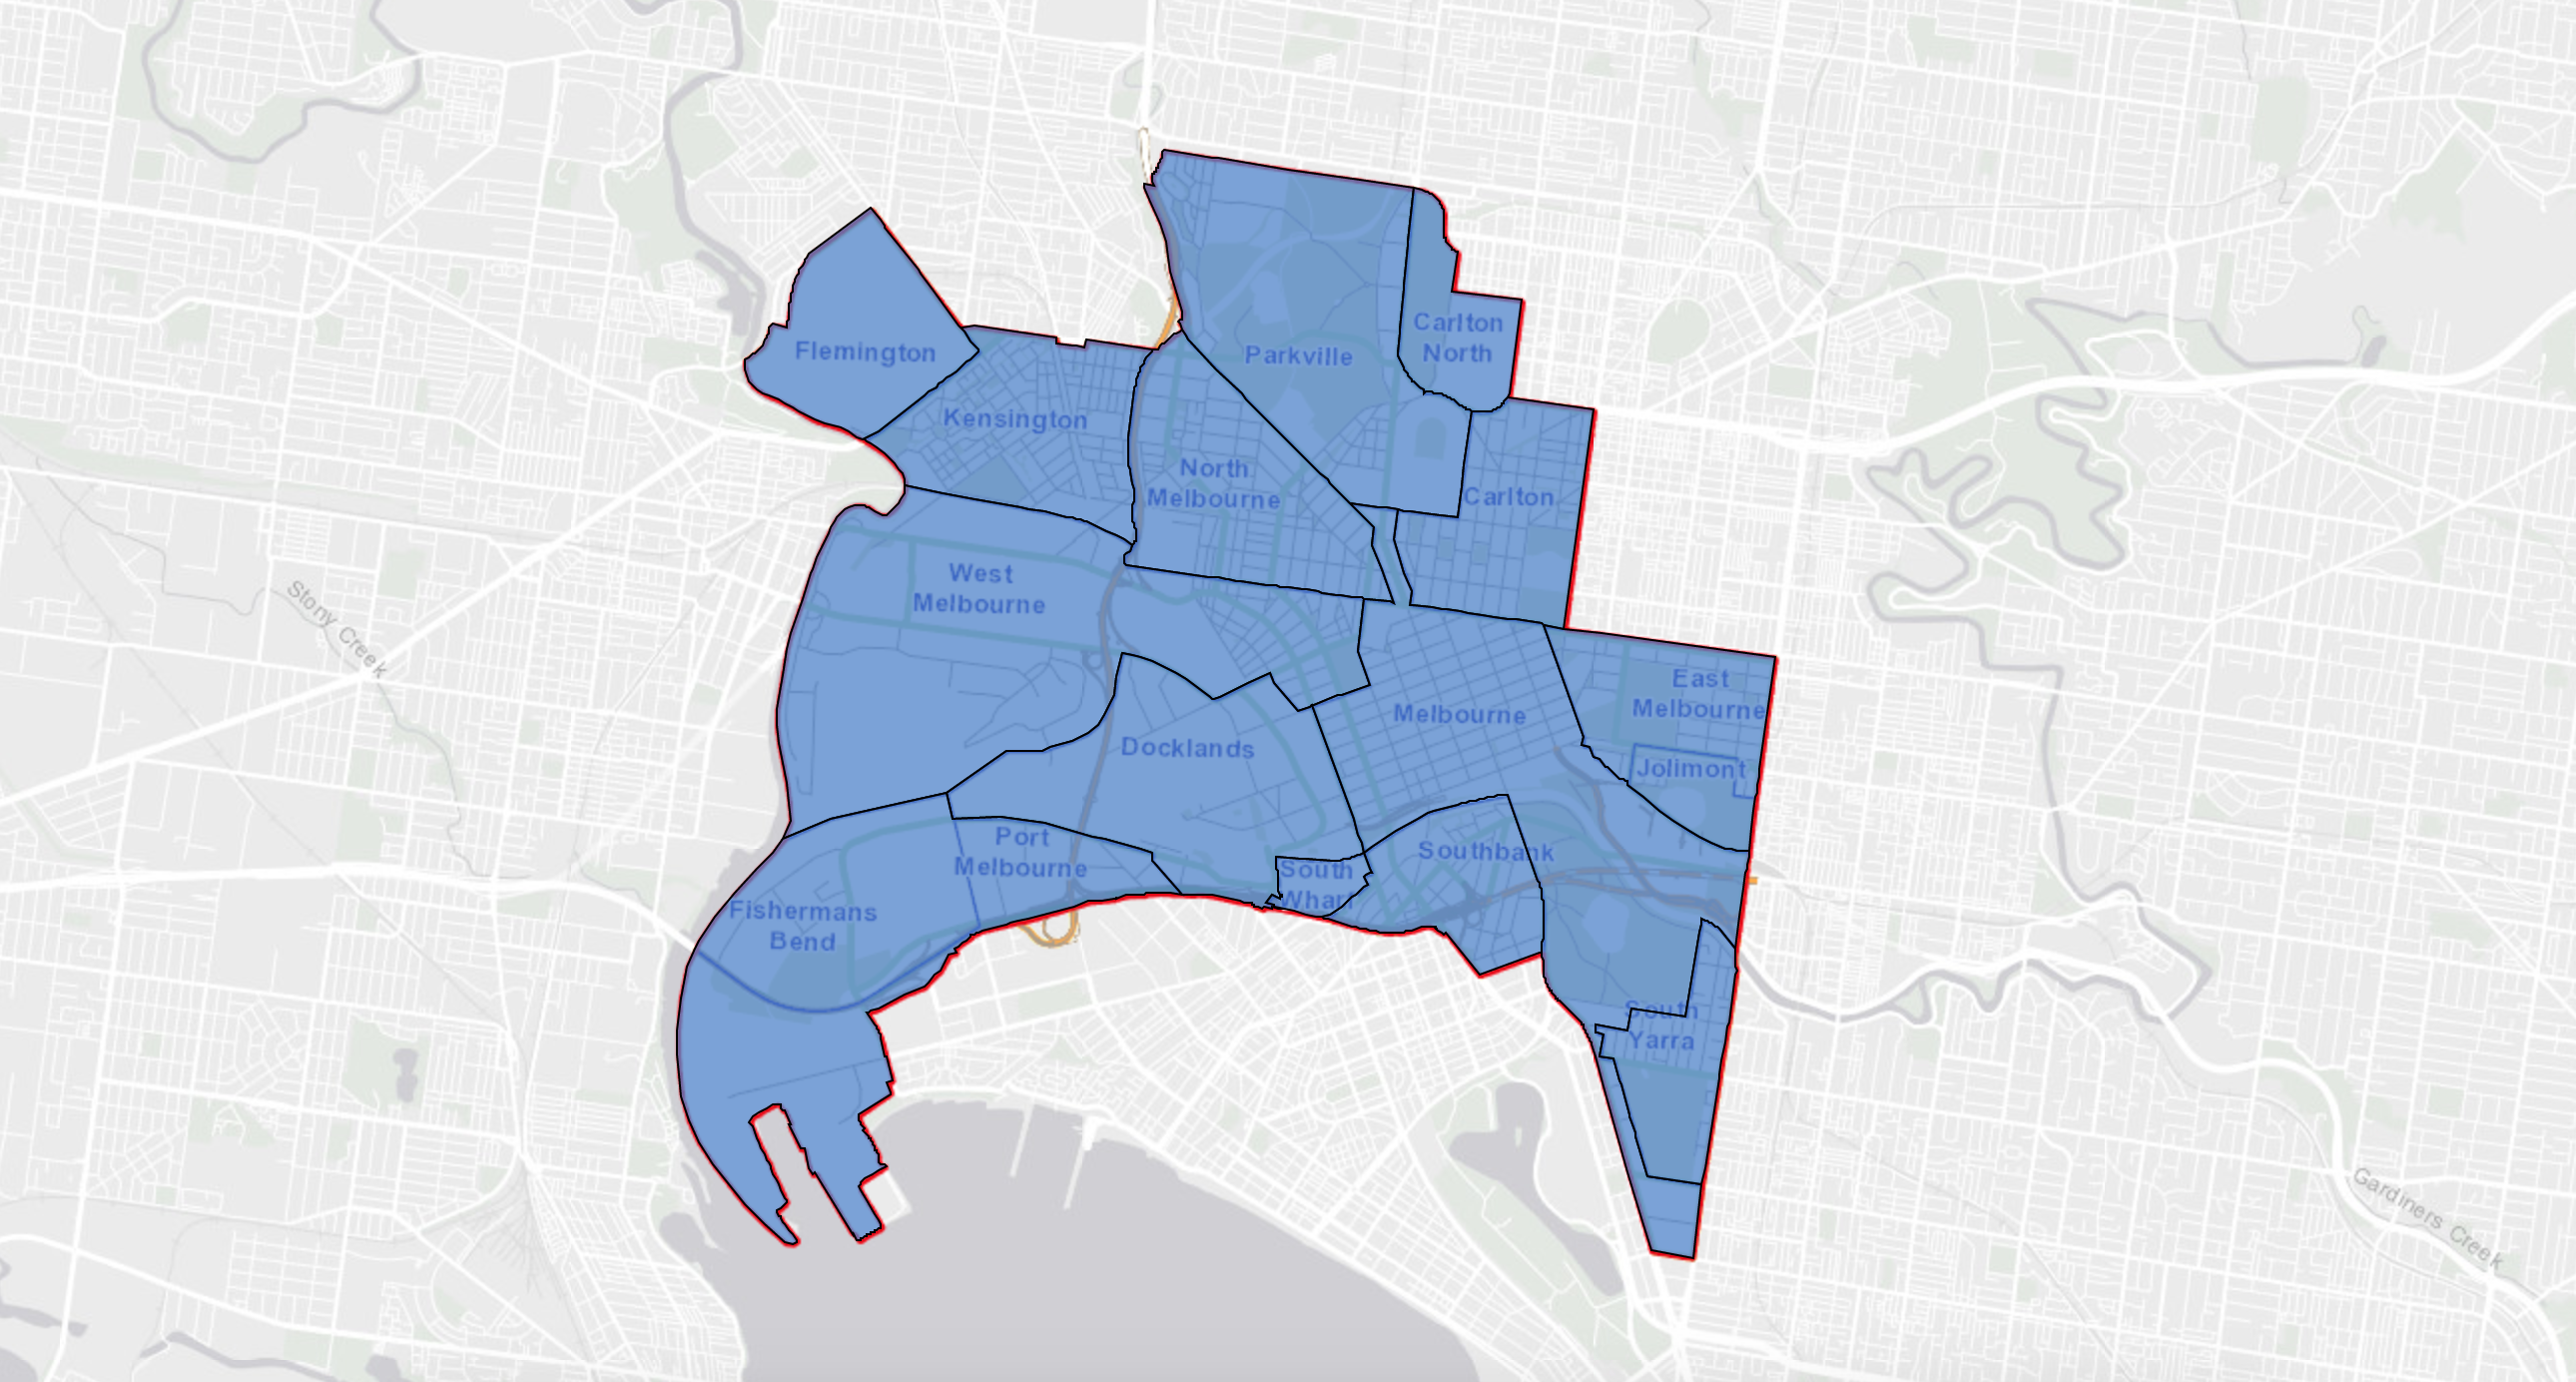 Carlton
North
Flemington
Parkville
Kensington
North
Melbourne
Carlton
West
Melbourne
Stony Creek
East
Melbourne
Melbourne
Docklands
Jolimont
Port
Melbourne
Southbank
South
Wharf
Fishermans
Bend
South
Yarra
Gardiners Creek